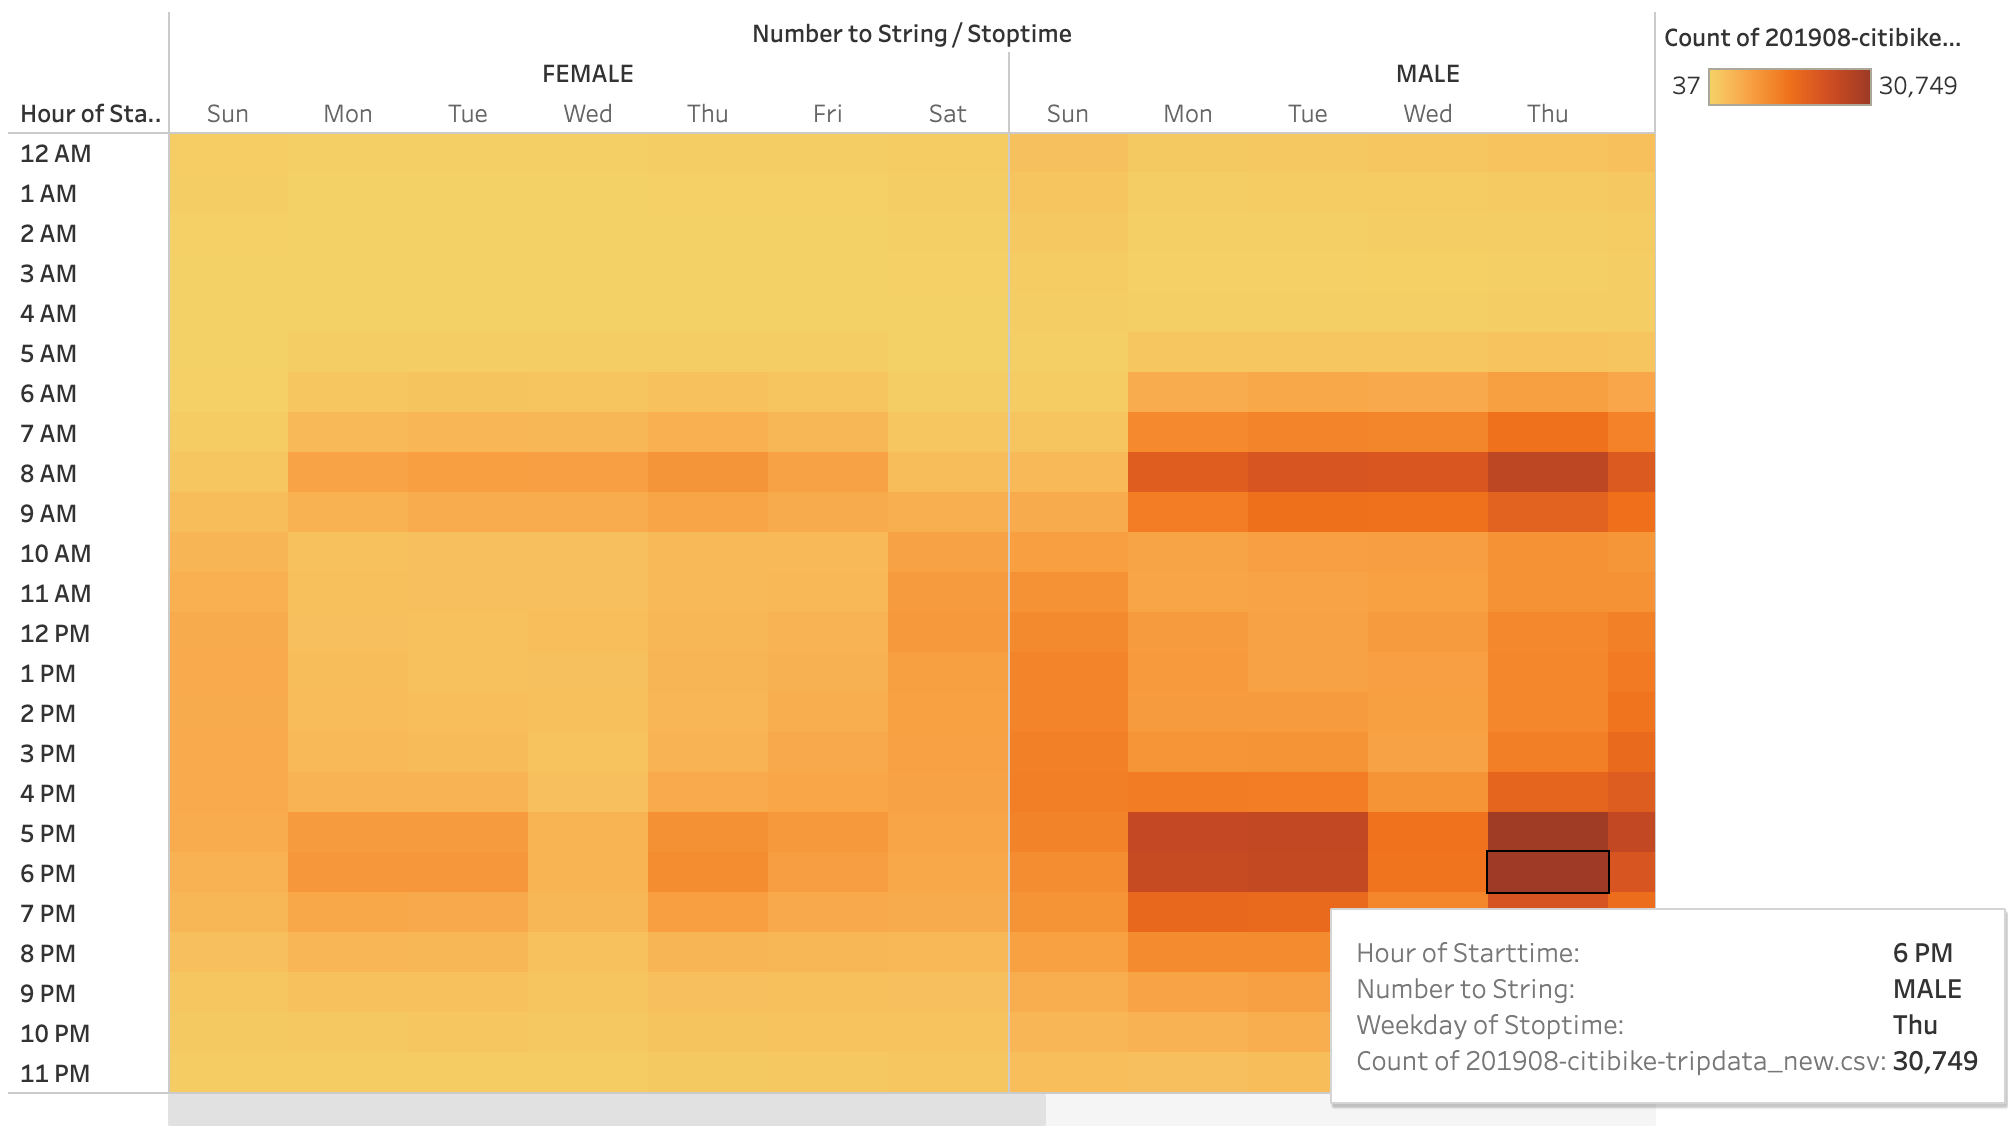 Number to String / Stoptime
Count of 201908-citibike...
FEMALE MALE
37 30,749
Hour of Sta.. Sun Mon Tue Wed Thu Fri Sat Sun Mon Tue Wed Thu
12 AM
1 AM
2 AM
3 AM
4 AM
5 AM
6 AM
7 AM
8 AM
9 AM
10 AM
11 AM
12 PM
1 PM
2 PM
3 PM
4 PM
5 PM
6 PM
7 PM
8 PM
9 PM
10 PM
11 PM
Hour of Starttime: 6 PM
Number to String: MALE
Weekday of Stoptime: Thu
Count of 201908-citibike-tripdata_new.csv: 30,749